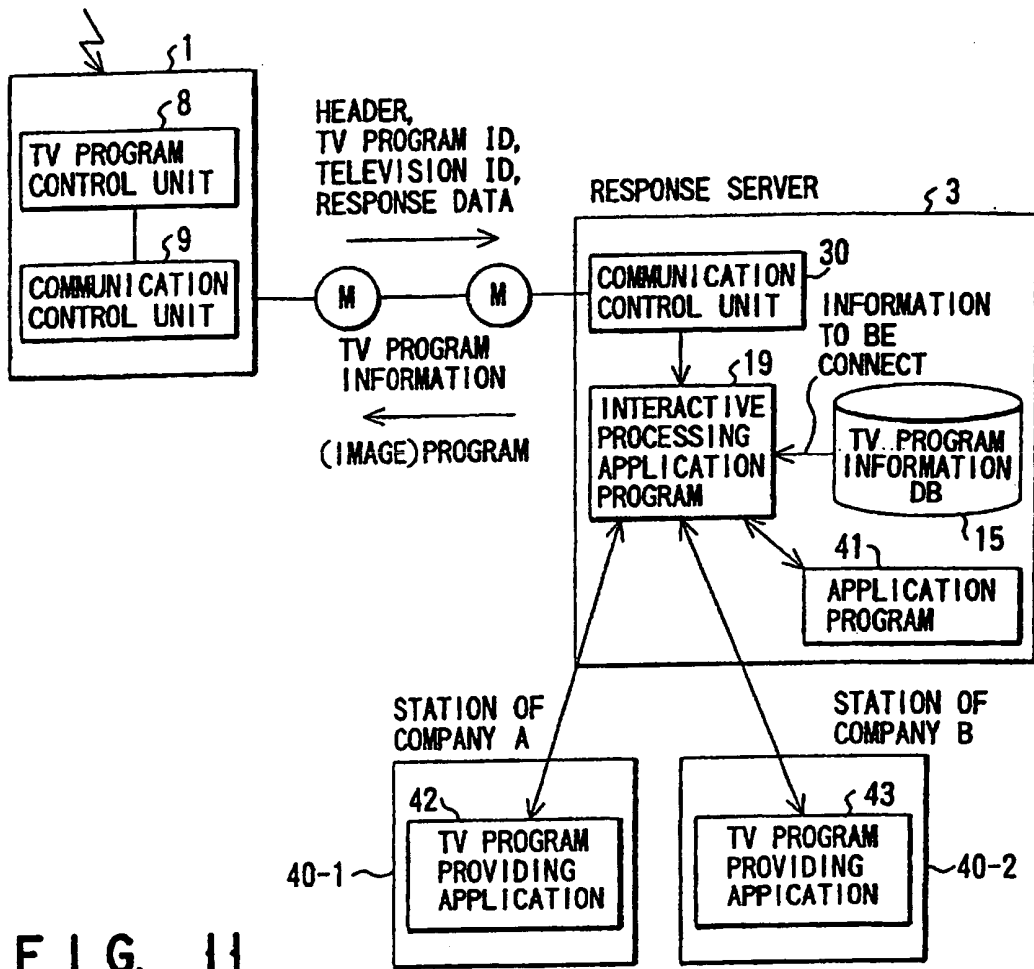 1
8
TV PROGRAM
CONTROL UNIT
9
COMMUNICATION
CONTROL UNIT
HEADER,
TV PROGRAM ID,
TELEVISION ID,
RESPONSE DATA
M
M
TV PROGRAM
INFORMATION
(IMAGE)PROGRAM
RESPONSE SERVER
3
COMMUNICATION
CONTROL UNIT
30
INFORMATION
TO BE
CONNECT
19
INTERACTIVE
PROCESSING
APPLICATION
PROGRAM
TV PROGRAM
INFORMATION
DB
15
41
APPLICATION
PROGRAM
STATION OF
COMPANY A
42
TV PROGRAM
PROVIDING
APPLICATION
40-1
STATION OF
COMPANY B
43
TV PROGRAM
PROVIDING
APPICATION
40-2
FIG. 11